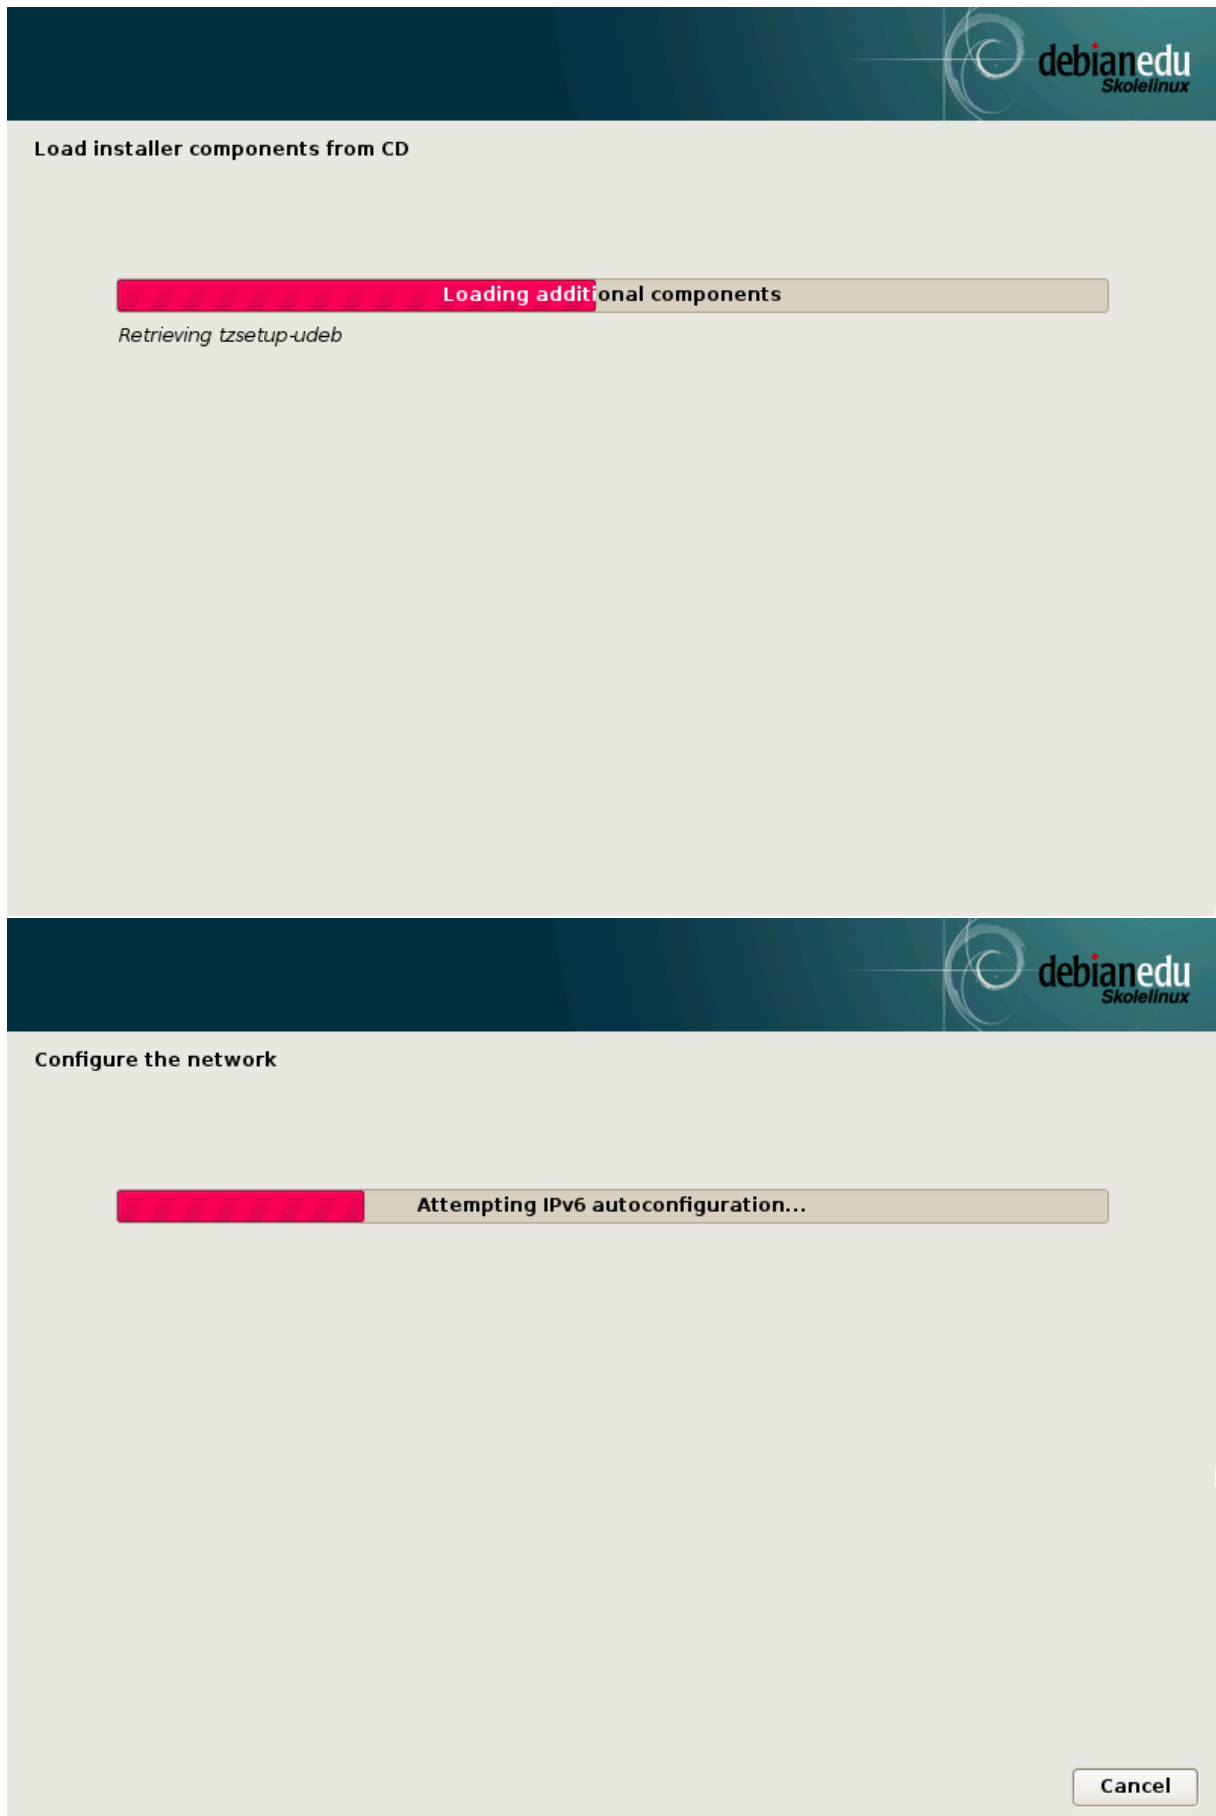 debianedu
Skolelinux
Load installer components from CD
Loading additional components
Retrieving tzsetup-udeb
debianedu
Skolelinux
Configure the network
Attempting IPv6 autoconfiguration...
Cancel